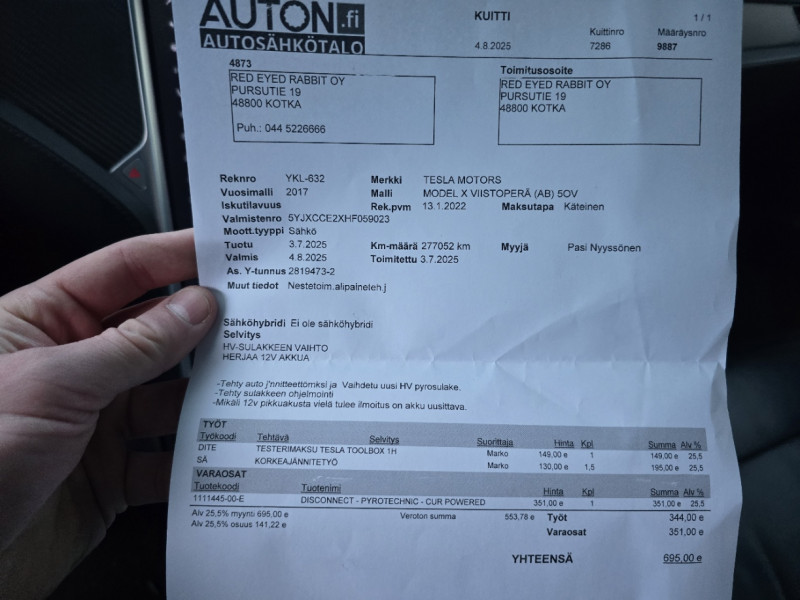 AUTON.fi
AUTOSÄHKÖTALO
KUITTI
1 / 1
4.8.2025
Kuittinro
7286
Määräysnro
9887
4873
RED EYED RABBIT OY
PURSUTIE 19
48800 KOTKA
Puh.: 044 5226666
Toimitusosoite
RED EYED RABBIT OY
PURSUTIE 19
48800 KOTKA
Reknro YKL-632 Merkki TESLA MOTORS
Vuosimalli 2017 Malli MODEL X VIISTOPERÄ (AB) 5OV
Iskutilavuus Rek.pvm 13.1.2022 Maksutapa Käteinen
Valmistenro 5YJXCCE2XHF059023
Moott.tyyppi Sähkö
Tuotu 3.7.2025 Km-määrä 277052 km Myyjä Pasi Nyyssönen
Valmis 4.8.2025 Toimitettu 3.7.2025
As. Y-tunnus 2819473-2
Muut tiedot Nestetoim.alipaineleh.j
Sähköhybridi Ei ole sähköhybridi
Selvitys
HV-SULAKKEEN VAIHTO
HERJAA 12V AKKUA
-Tehty auto j'nnitteettömksi ja Vaihdetu uusi HV pyrosulake.
-Tehty sulakkeen ohjelmointi
-Mikäli 12v pikkuakusta vielä tulee ilmoitus on akku uusittava.
TYÖT
Työkoodi Tehtävä Selvitys Suorittaja Hinta Kpl Summa Alv %
DITE TESTERIMAKSU TESLA TOOLBOX 1H Marko 149,00 e 1 149,00 e 25,5
SÄ KORKEAJÄNNITETYÖ Marko 130,00 e 1,5 195,00 e 25,5
VARAOSAT
Tuotekoodi Tuotenimi Hinta Kpl Summa Alv %
1111445-00-E DISCONNECT - PYROTECHNIC - CUR POWERED 351,00 e 1 351,00 e 25,5
Alv 25,5% myynti 695,00 e Veroton summa 553,78 e Työt 344,00 e
Alv 25,5% osuus 141,22 e Varaosat 351,00 e
YHTEENSÄ 695,00 e